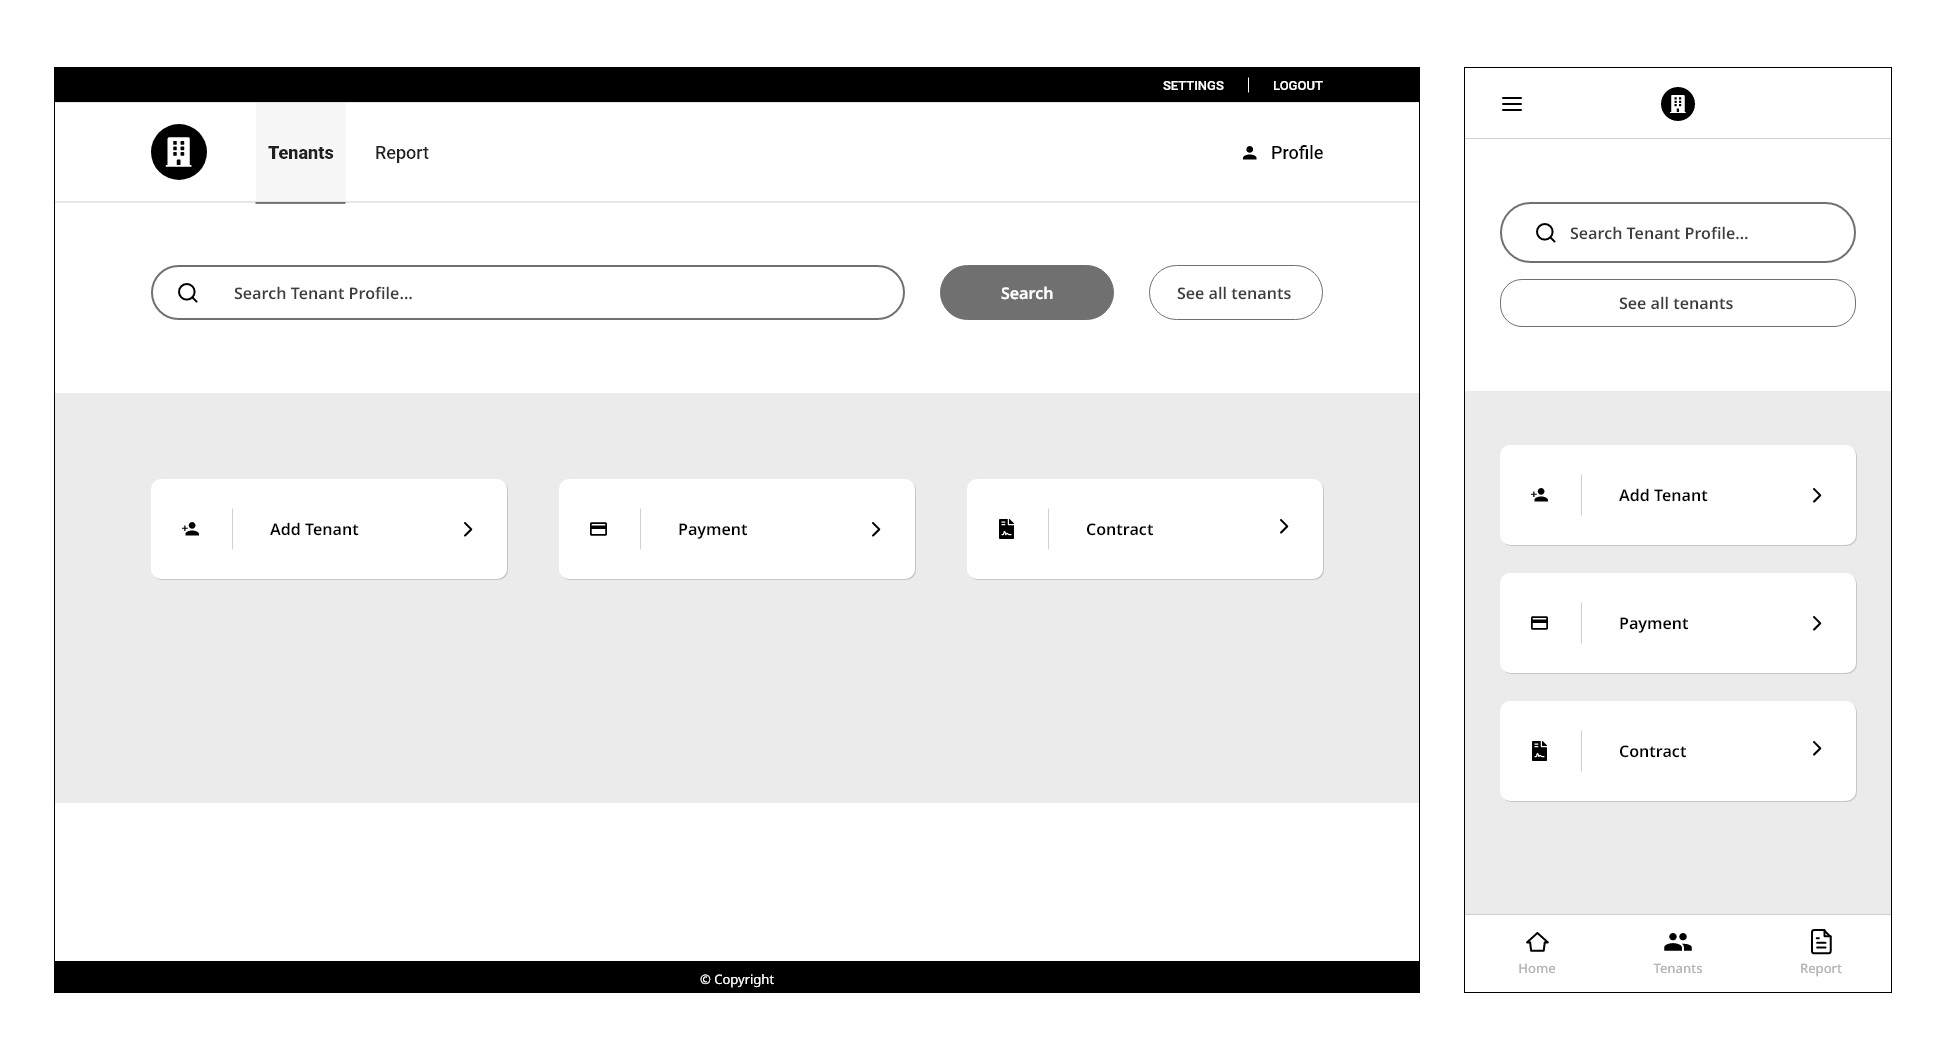 SETTINGS
LOGOUT
Tenants
Report
Profile
Search Tenant Profile...
Search
See all tenants
Add Tenant
Payment
Contract
© Copyright
Search Tenant Profile...
See all tenants
Add Tenant
Payment
Contract
Home
Tenants
Report